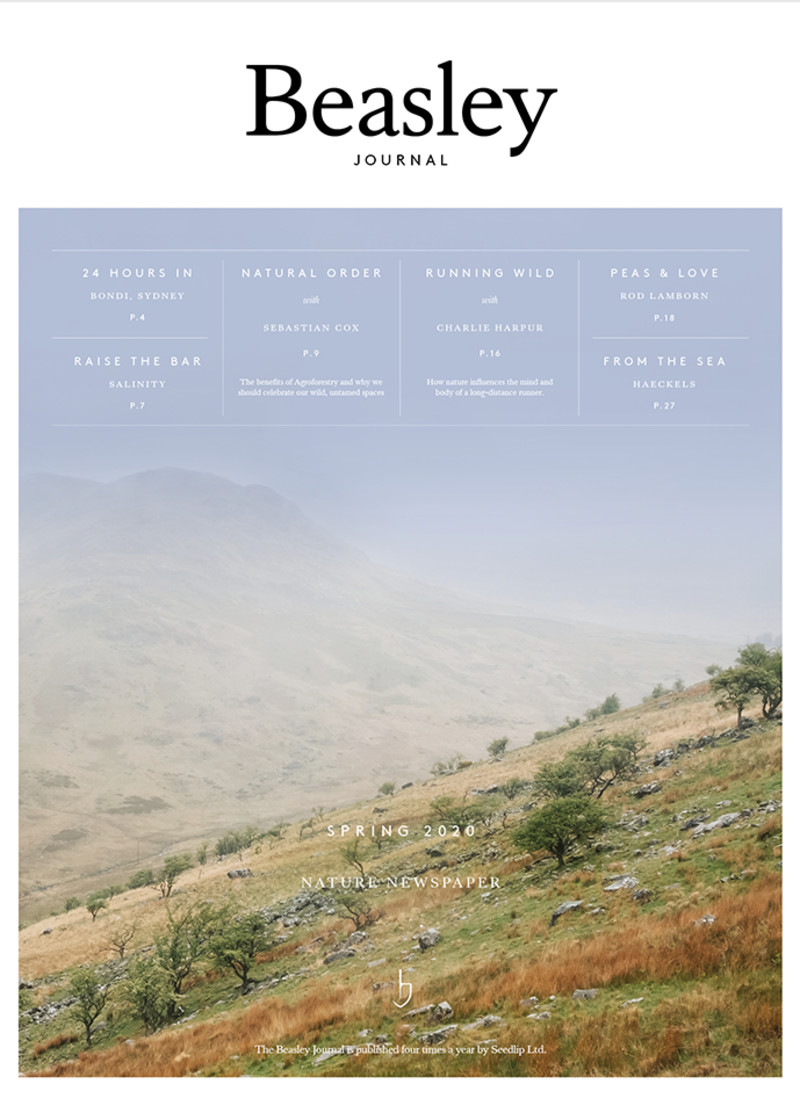 Beasley
JOURNAL
24 HOURS IN
BONDI, SYDNEY
P.4
RAISE THE BAR
SALINITY
P.7
NATURAL ORDER
with
SEBASTIAN COX
P.9
The benefits of Agroforestry and why we
should celebrate our wild, untamed spaces
RUNNING WILD
with
CHARLIE HARPUR
P.16
How nature influences the mind and
body of a long-distance runner.
PEAS & LOVE
ROD LAMBORN
P.18
FROM THE SEA
HAECKELS
P.27
SPRING 2020
NATURE NEWSPAPER
b
The Beasley Journal is published four times a year by Seedlip Ltd.